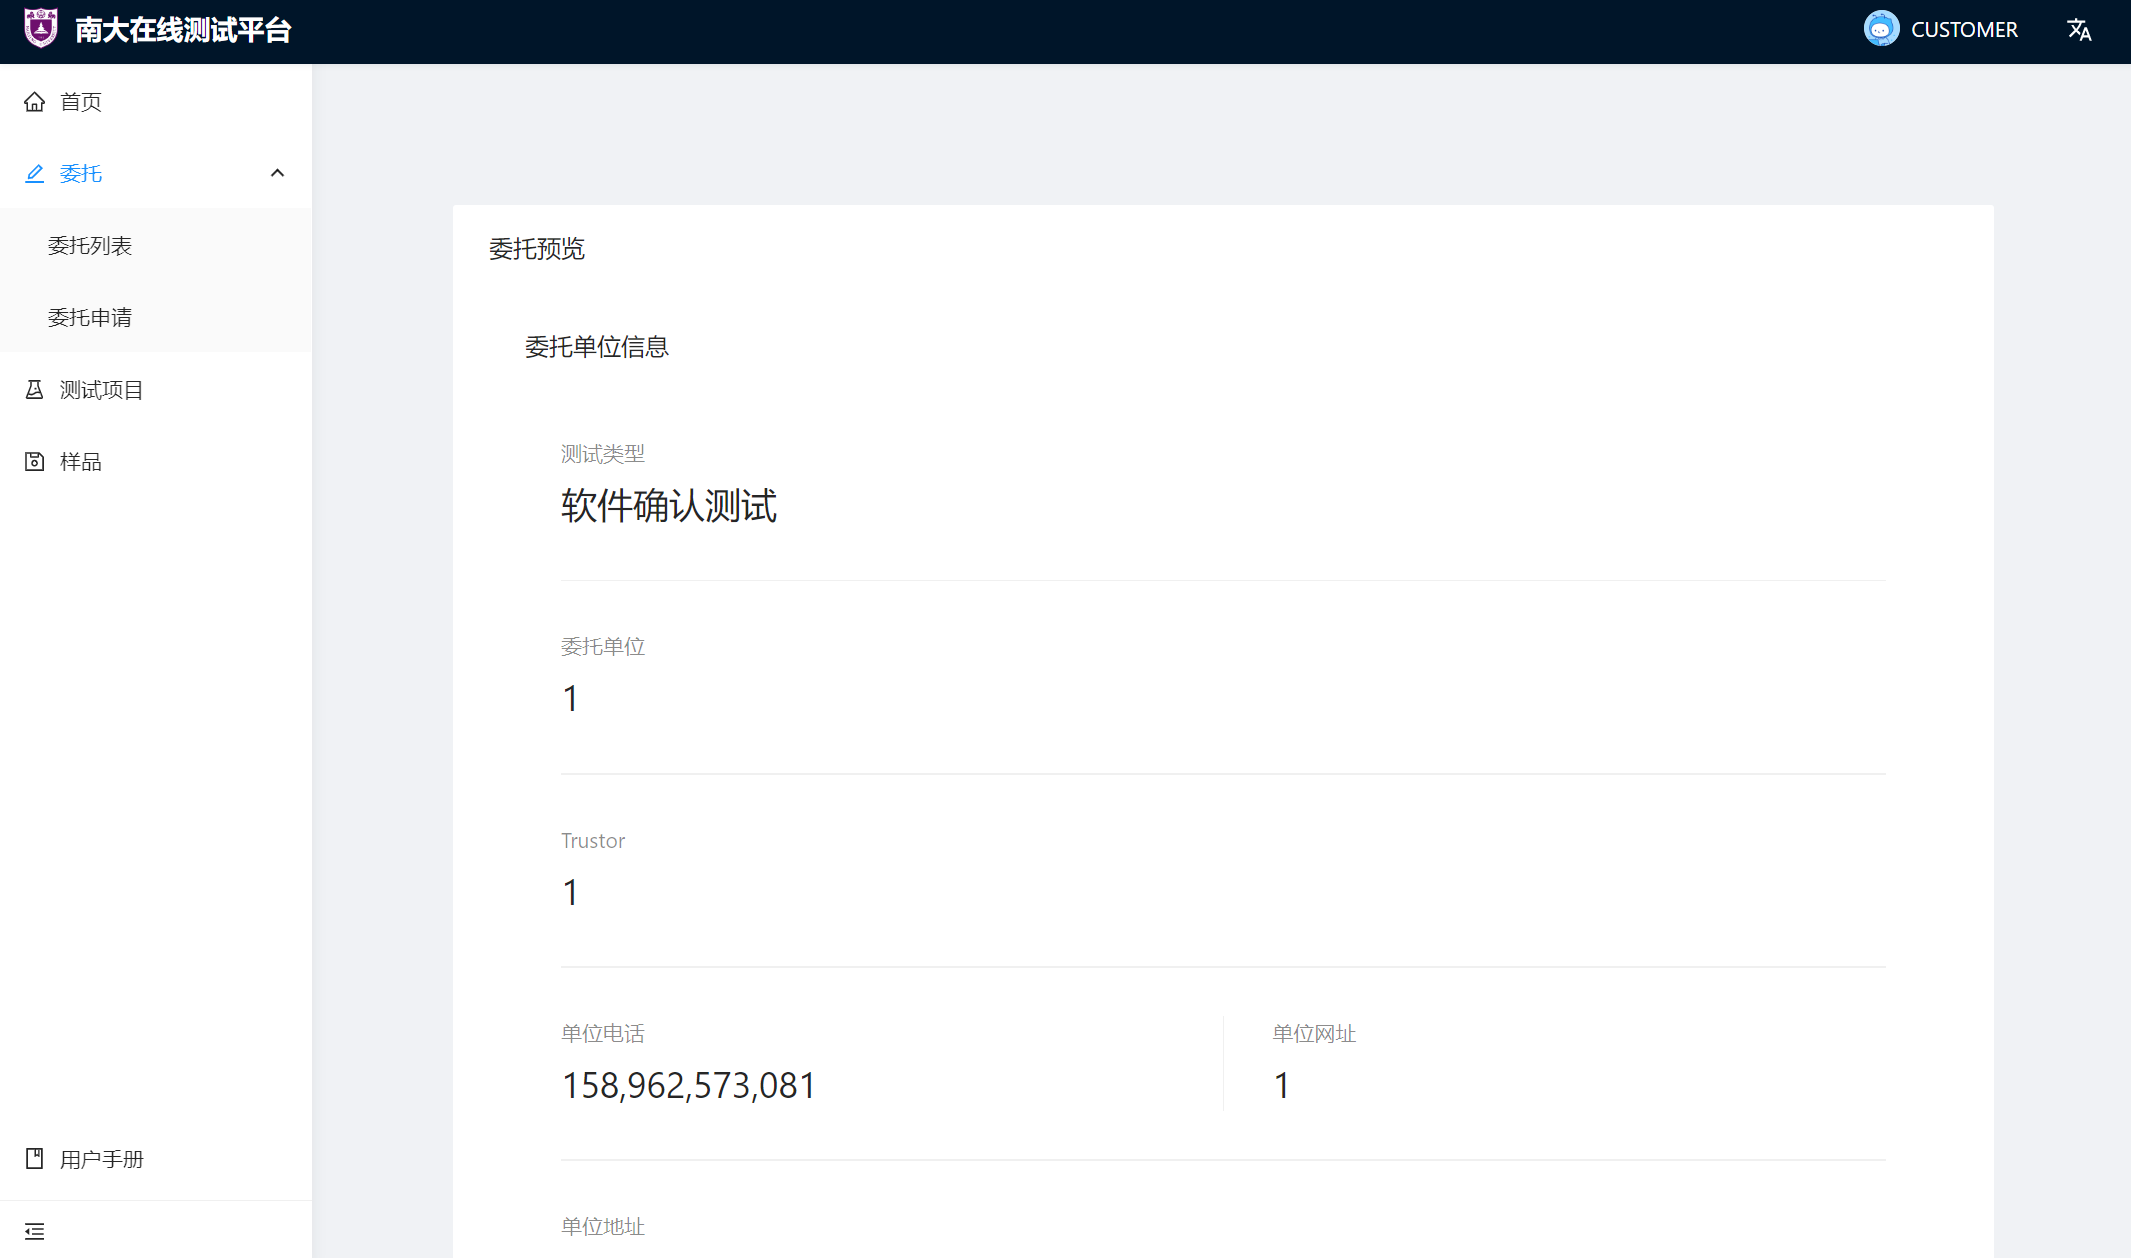 南大在线测试平台
CUSTOMER
首页
委托
委托列表
委托申请
测试项目
样品
用户手册
委托预览
委托单位信息
测试类型
软件确认测试
委托单位
1
Trustor
1
单位电话
158,962,573,081
单位网址
1
单位地址